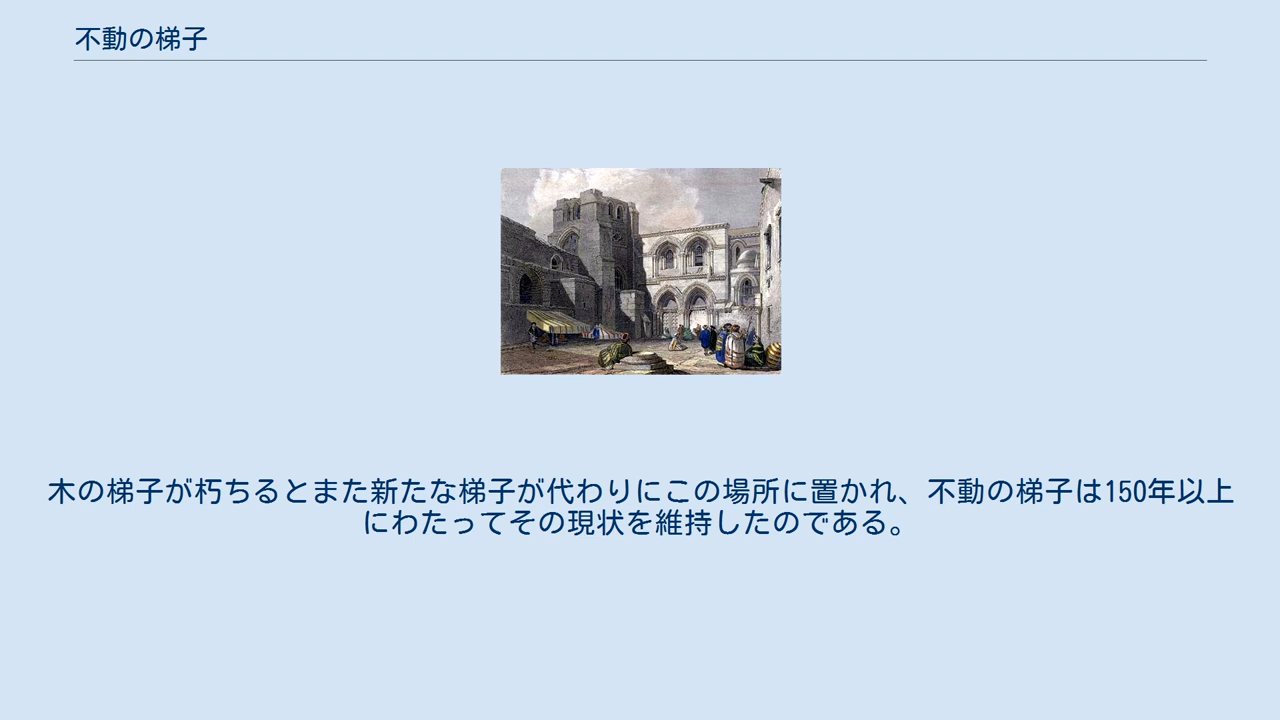 不動の梯子
木の梯子が朽ちるとまた新たな梯子が代わりにこの場所に置かれ、不動の梯子は150年以上
にわたってその現状を維持したのである。